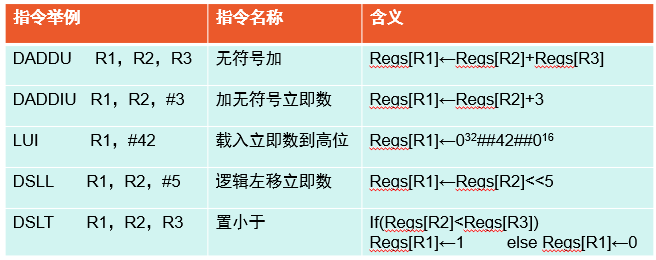 指令举例 指令名称 含义
DADDU R1，R2，R3 无符号加 Regs[R1]←Regs[R2]+Regs[R3]
DADDIU R1，R2，#3 加无符号立即数 Regs[R1]←Regs[R2]+3
LUI R1，#42 载入立即数到高位 Regs[R1]←0³²##42##0¹⁶
DSLL R1，R2，#5 逻辑左移立即数 Regs[R1]←Regs[R2]<<5
DSLT R1，R2，R3 置小于 If(Regs[R2]<Regs[R3])
Regs[R1]←1 else Regs[R1]←0